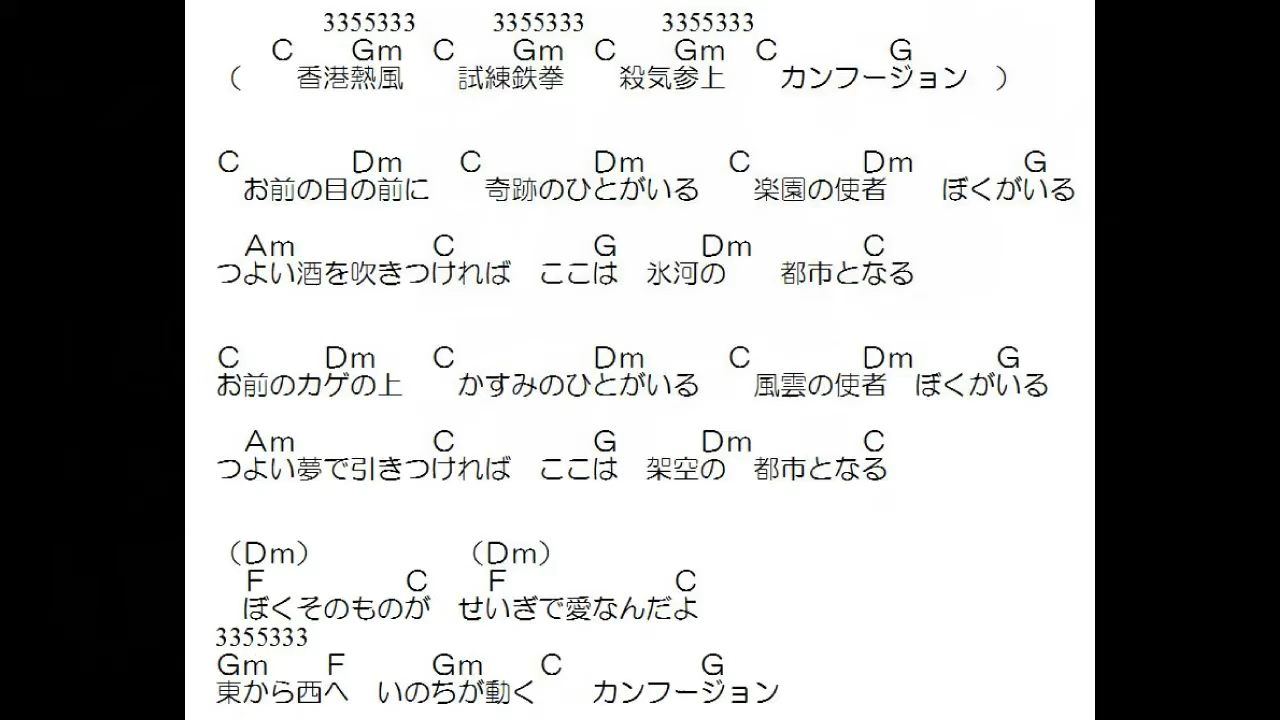 3355333 3355333 3355333
C Gm C Gm C Gm C G
( 香港熱風 試練鉄拳 殺気参上 カンフージョン )
C Dm C Dm C Dm G
お前の目の前に 奇跡のひとがいる 楽園の使者 ぼくがいる
Am C G Dm C
つよい酒を吹きつければ ここは 氷河の 都市となる
C Dm C Dm C Dm G
お前のカゲの上 かすみのひとがいる 風雲の使者 ぼくがいる
Am C G Dm C
つよい夢で引きつければ ここは 架空の 都市となる
(Dm) (Dm)
F C F C
ぼくそのものが せいぎで愛なんだよ
3355333
Gm F Gm C G
東から西へ いのちが動く カンフージョン